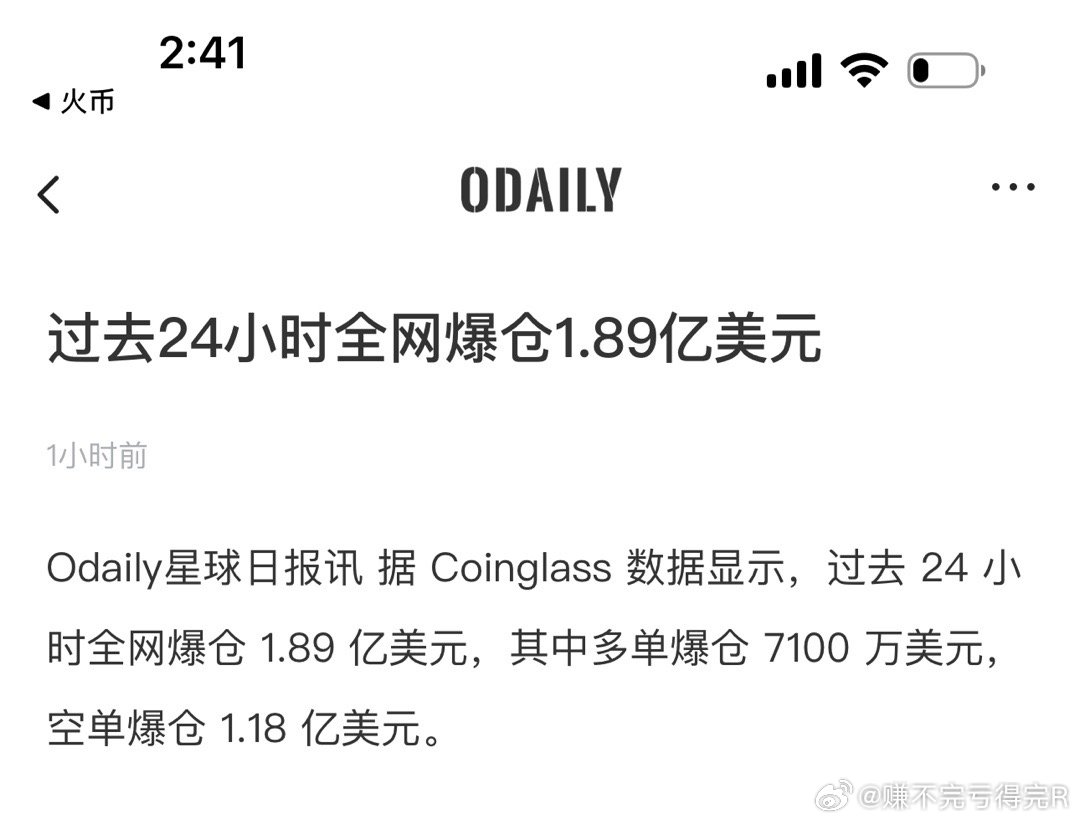 2:41
◀ 火币
ODAILY
过去24小时全网爆仓1.89亿美元
1小时前
Odaily星球日报讯 据 Coinglass 数据显示，过去 24 小
时全网爆仓 1.89 亿美元，其中多单爆仓 7100 万美元，
空单爆仓 1.18 亿美元。
@赚不完亏得完R